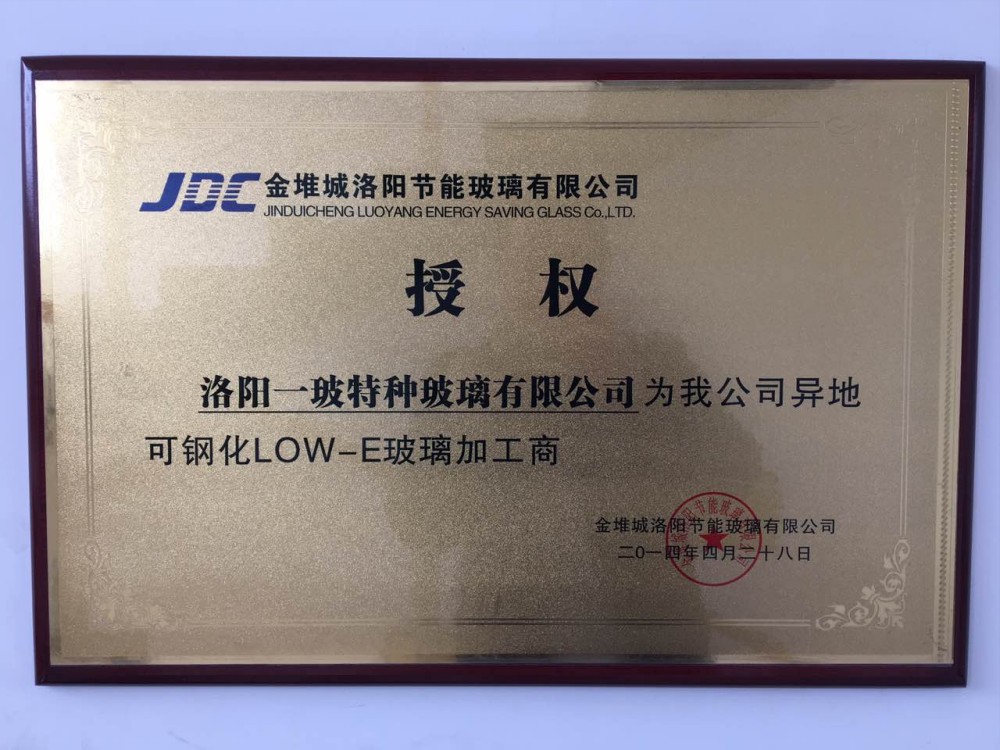 JDC 金堆城洛阳节能玻璃有限公司
JINDUICHENG LUOYANG ENERGY SAVING GLASS Co.,LTD.
授 权
洛阳一玻特种玻璃有限公司为我公司异地
可钢化LOW-E玻璃加工商
金堆城洛阳节能玻璃有限公司
二0一四年四月二十八日